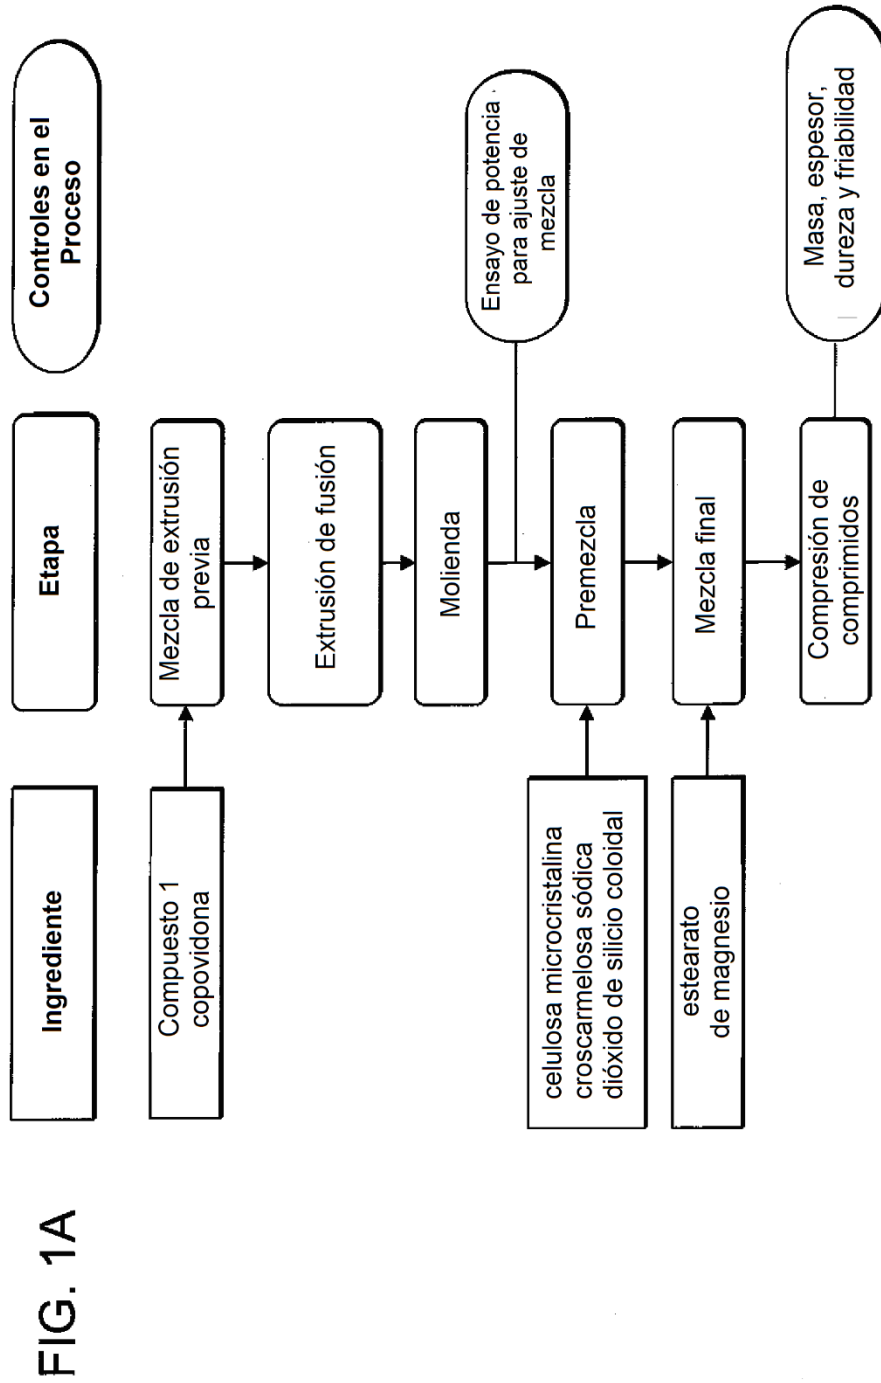 FIG. 1A
Ingrediente
Etapa
Controles en el
Proceso
Compuesto 1
copovidona
Mezcla de extrusión
previa
Extrusión de fusión
Molienda
Ensayo de potencia
para ajuste de
mezcla
celulosa microcristalina
croscarmelosa sódica
dióxido de silicio coloidal
Premezcla
estearato
de magnesio
Mezcla final
Compresión de
comprimidos
Masa, espesor,
dureza y friabilidad